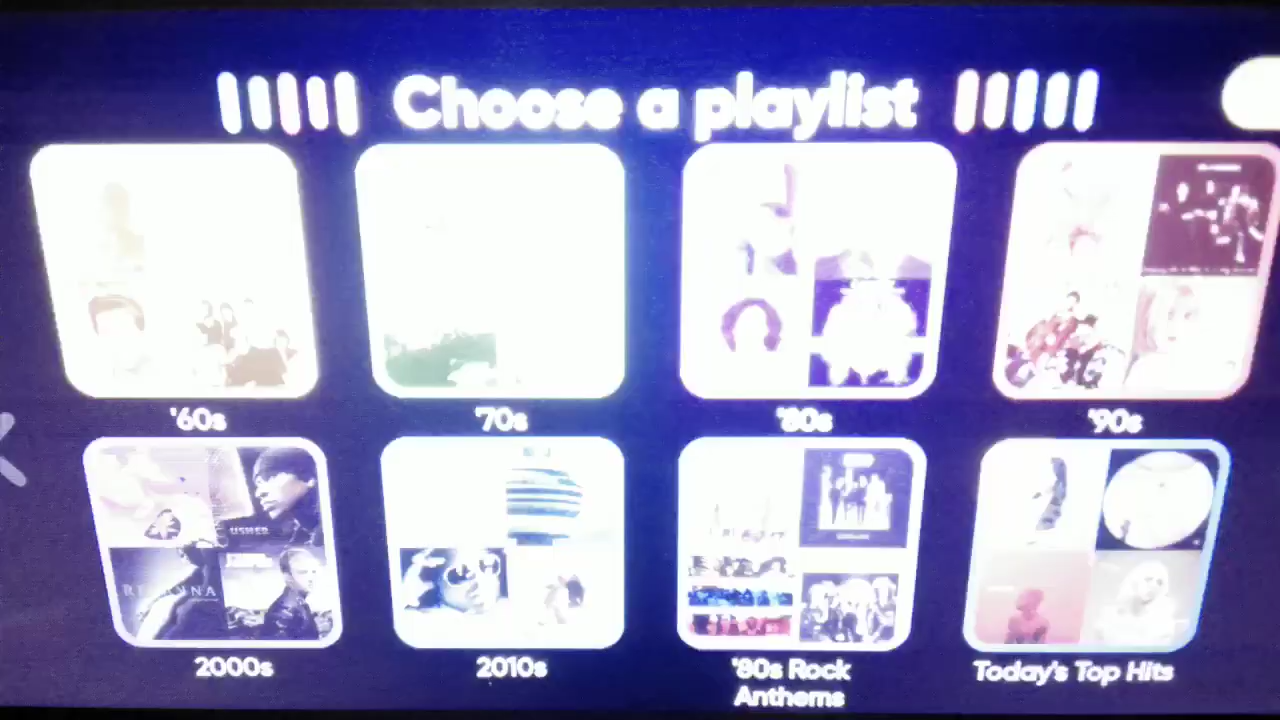 Choose a playlist
'60s
'70s
'80s
'90s
USHER
2000s
2010s
'80s Rock
Anthems
Today's Top Hits